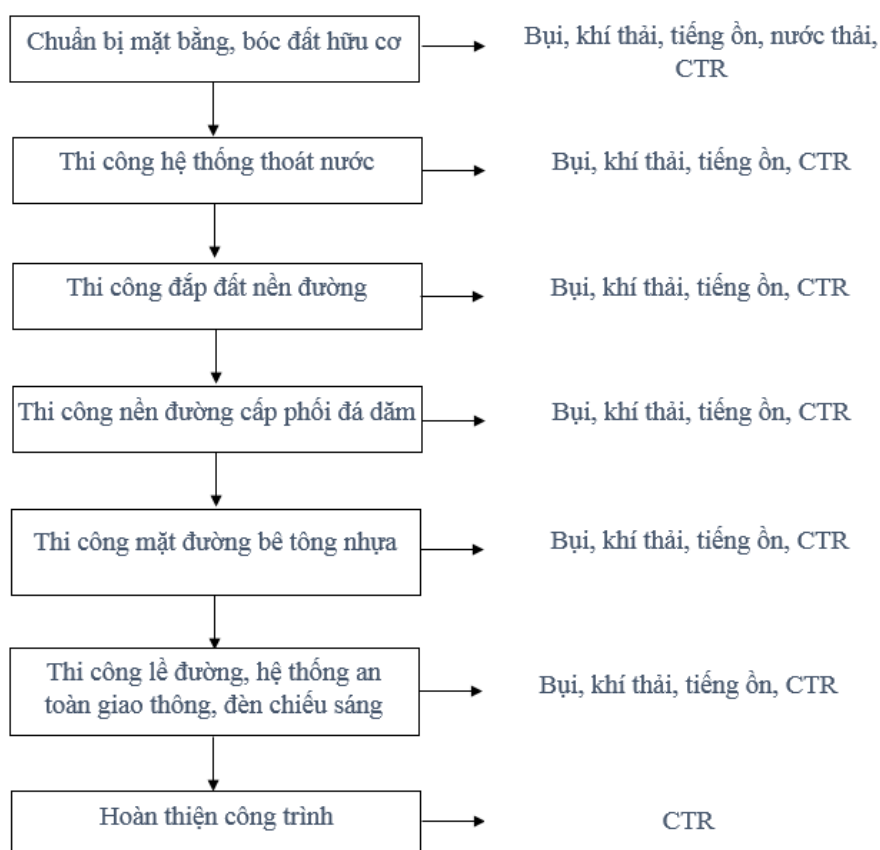 Chuẩn bị mặt bằng, bóc đất hữu cơ
Bụi, khí thải, tiếng ồn, nước thải,
CTR
Thi công hệ thống thoát nước
Bụi, khí thải, tiếng ồn, CTR
Thi công đắp đất nền đường
Bụi, khí thải, tiếng ồn, CTR
Thi công nền đường cấp phối đá dăm
Bụi, khí thải, tiếng ồn, CTR
Thi công mặt đường bê tông nhựa
Bụi, khí thải, tiếng ồn, CTR
Thi công lề đường, hệ thống an
toàn giao thông, đèn chiếu sáng
Bụi, khí thải, tiếng ồn, CTR
Hoàn thiện công trình
CTR